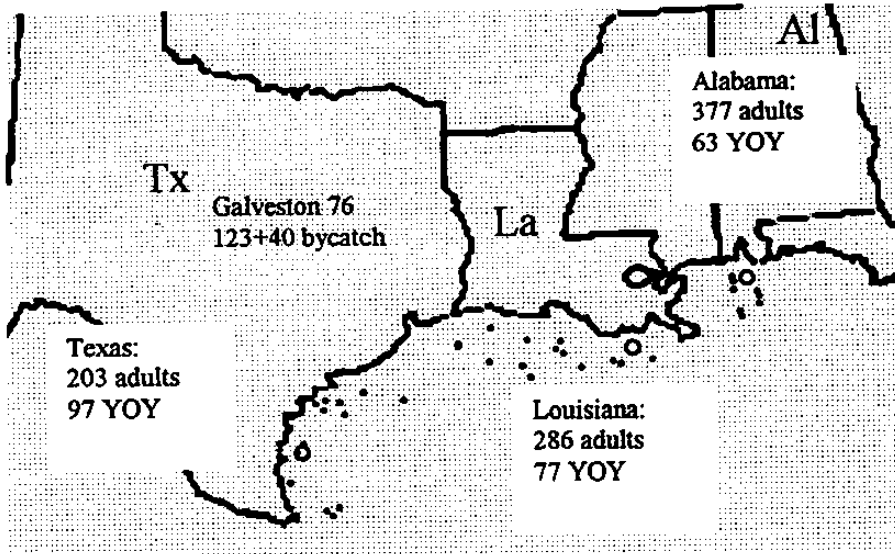 Al
Alabama:
377 adults
63 YOY
Tx
Galveston 76
123+40 bycatch
La
Texas:
203 adults
97 YOY
Louisiana:
286 adults
77 YOY